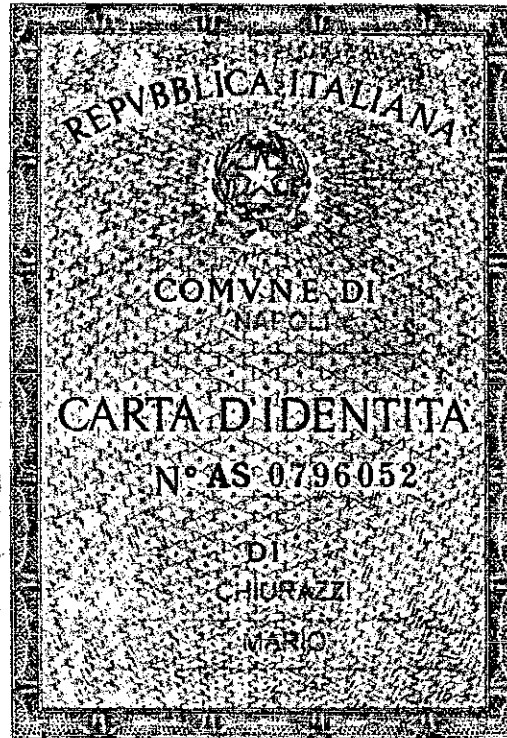 REPVBBLICA ITALIANA
COMVNE DI
NAPOLI
CARTA D'IDENTITA
N° AS 0796052
DI
CHIURAZZI
MARIO